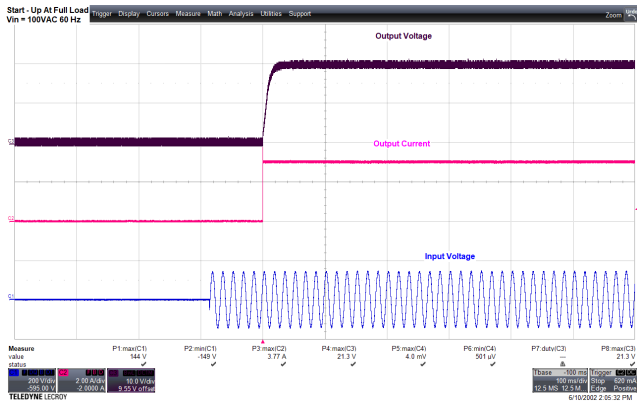 Start - Up At Full Load
Vin = 100VAC 60 Hz
Trigger Display Cursors Measure Math Analysis Utilities Support
Zoom Undo
Output Voltage
C3
Output Current
C2
Input Voltage
C1
Measure P1:max(C1) P2:min(C1) P3:max(C2) P4:max(C3) P5:max(C4) P6:min(C4) P7:duty(C3) P8:max(C3)
value 144 V -149 V 3.77 A 21.3 V 4.0 mV 501 µV --- 21.3 V
status
200 V/div 2.00 A/div 10.0 V/div
-595.00 V -2.0000 A 9.55 V offset
Tbase -100 ms Trigger
100 ms/div Stop 620 mA
12.5 MS 12.5 M... Edge Positive
TELEDYNE LECROY
6/10/2002 2:05:32 PM